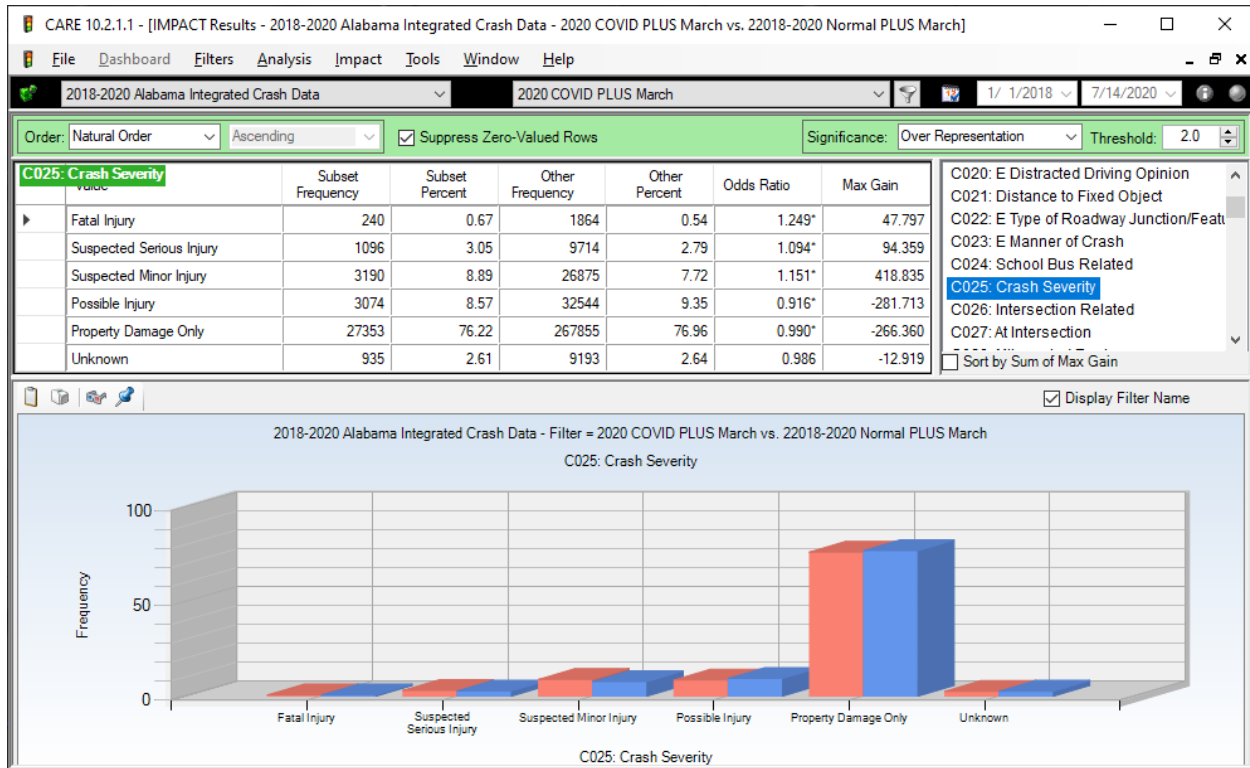 CARE 10.2.1.1 - [IMPACT Results - 2018-2020 Alabama Integrated Crash Data - 2020 COVID PLUS March vs. 22018-2020 Normal PLUS March]
File Dashboard Filters Analysis Impact Tools Window Help
2018-2020 Alabama Integrated Crash Data 2020 COVID PLUS March 1/ 1/2018 7/14/2020
Order: Natural Order Ascending Suppress Zero-Valued Rows Significance: Over Representation Threshold: 2.0
C025: Crash Severity
Subset Frequency Subset Percent Other Frequency Other Percent Odds Ratio Max Gain
Fatal Injury 240 0.67 1864 0.54 1.249* 47.797
Suspected Serious Injury 1096 3.05 9714 2.79 1.094* 94.359
Suspected Minor Injury 3190 8.89 26875 7.72 1.151* 418.835
Possible Injury 3074 8.57 32544 9.35 0.916* -281.713
Property Damage Only 27353 76.22 267855 76.96 0.990* -266.360
Unknown 935 2.61 9193 2.64 0.986 -12.919
C020: E Distracted Driving Opinion
C021: Distance to Fixed Object
C022: E Type of Roadway Junction/Featu
C023: E Manner of Crash
C024: School Bus Related
C025: Crash Severity
C026: Intersection Related
C027: At Intersection
Sort by Sum of Max Gain
Display Filter Name
2018-2020 Alabama Integrated Crash Data - Filter = 2020 COVID PLUS March vs. 22018-2020 Normal PLUS March
C025: Crash Severity
100
50
0
Frequency
Fatal Injury
Suspected
Serious Injury
Suspected Minor Injury
Possible Injury
Property Damage Only
Unknown
C025: Crash Severity